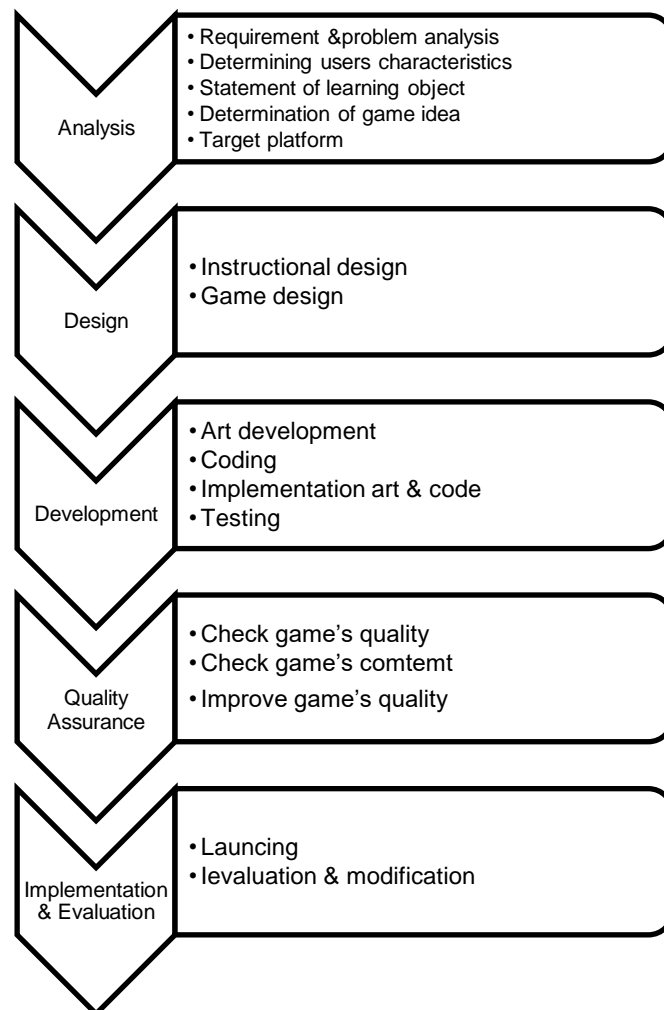 Analysis
• Requirement &problem analysis
• Determining users characteristics
• Statement of learning object
• Determination of game idea
• Target platform
Design
• Instructional design
• Game design
Development
• Art development
• Coding
• Implementation art & code
• Testing
Quality
Assurance
• Check game’s quality
• Check game’s comtemt
• Improve game’s quality
Implementation
& Evaluation
• Launcing
• Ievaluation & modification